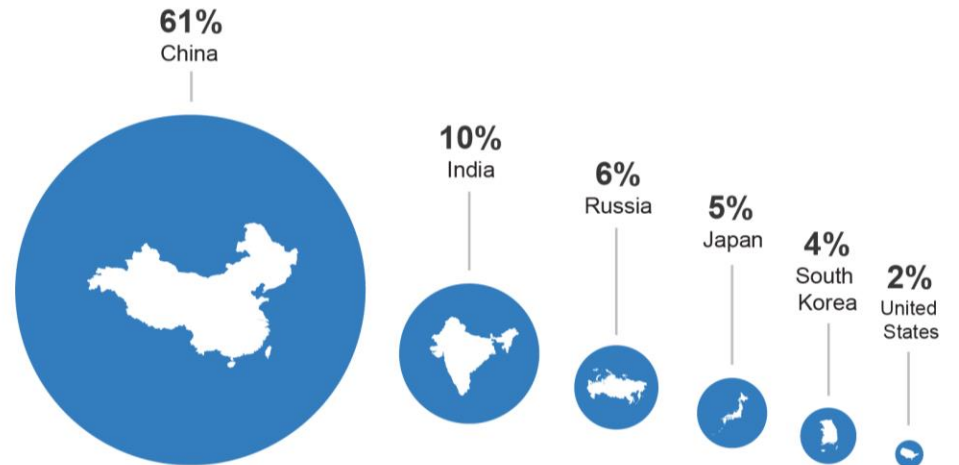 61%
China
10%
India
6%
Russia
5%
Japan
4%
South
Korea
2%
United
States